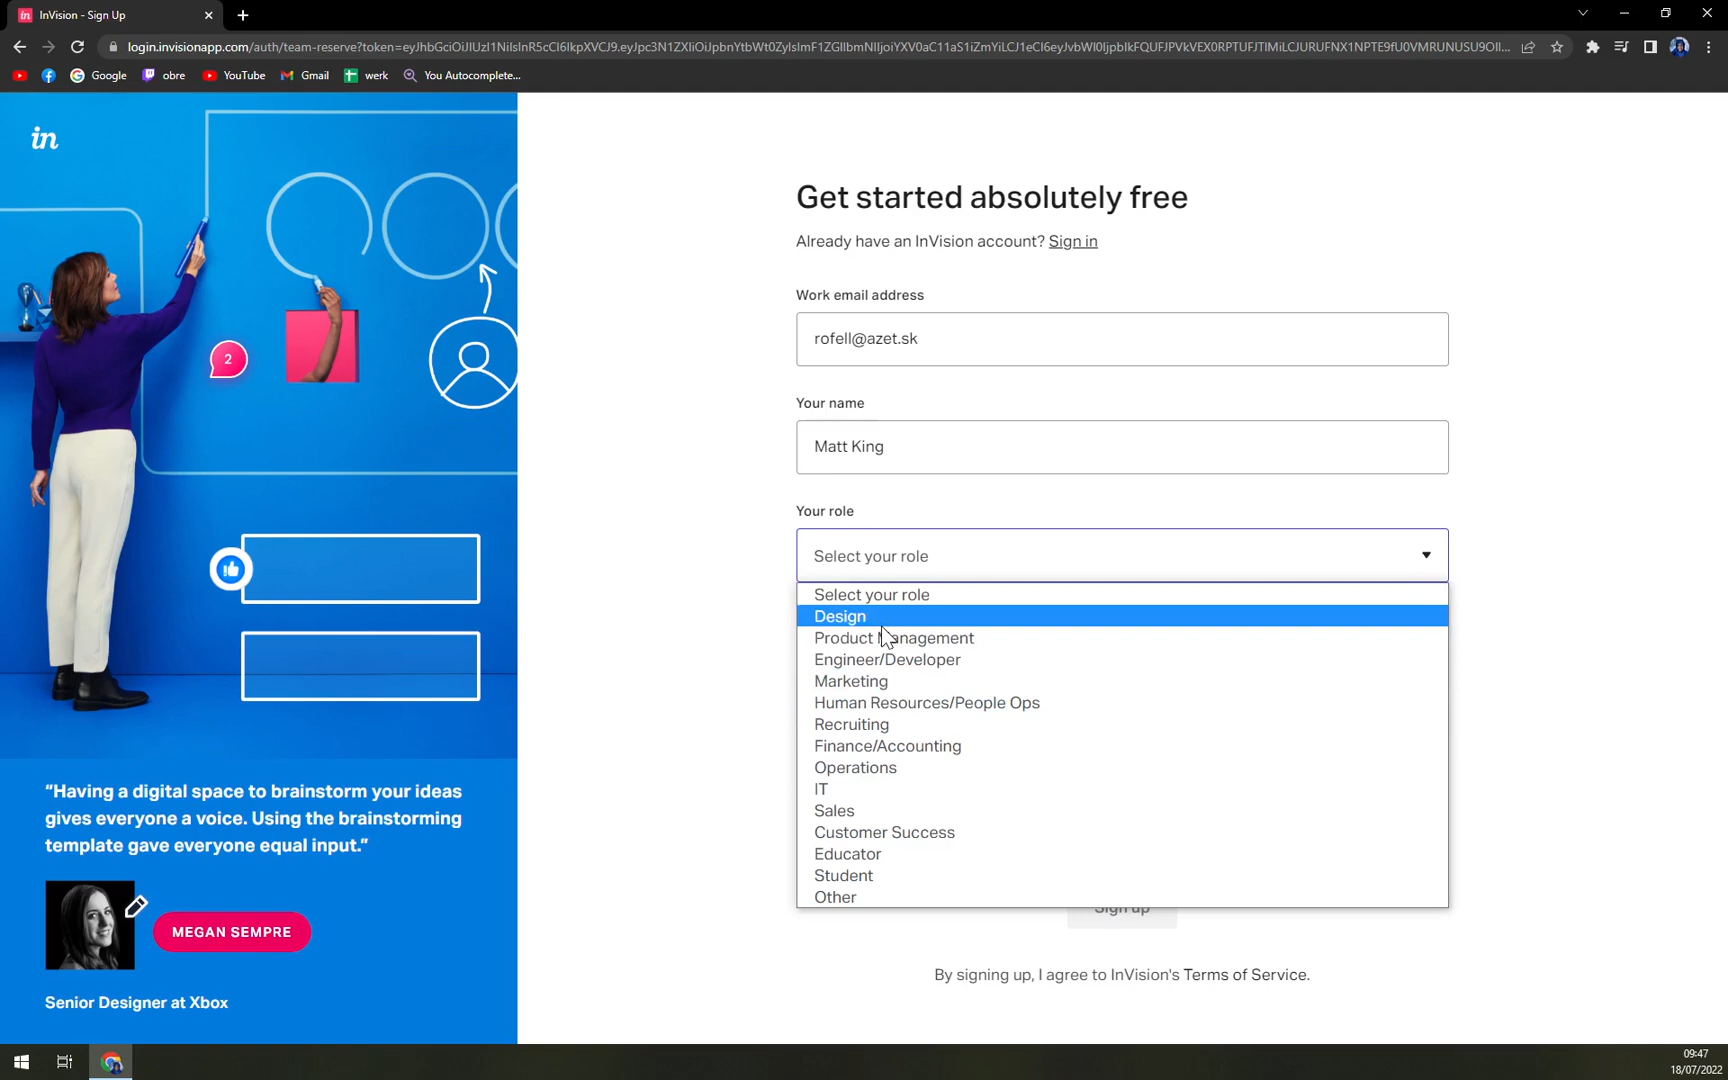 in InVision - Sign Up
login.invisionapp.com/auth/team-reserve?token=
Google
obre
YouTube
Gmail
werk
You Autocomplete...
in
2
"Having a digital space to brainstorm your ideas
gives everyone a voice. Using the brainstorming
template gave everyone equal input."
MEGAN SEMPRE
Senior Designer at Xbox
Get started absolutely free
Already have an InVision account? Sign in
Work email address
rofell@azet.sk
Your name
Matt King
Your role
Select your role
Select your role
Design
Product Management
Engineer/Developer
Marketing
Human Resources/People Ops
Recruiting
Finance/Accounting
Operations
IT
Sales
Customer Success
Educator
Student
Other
Sign up
By signing up, I agree to InVision's Terms of Service.
09:47
18/07/2022